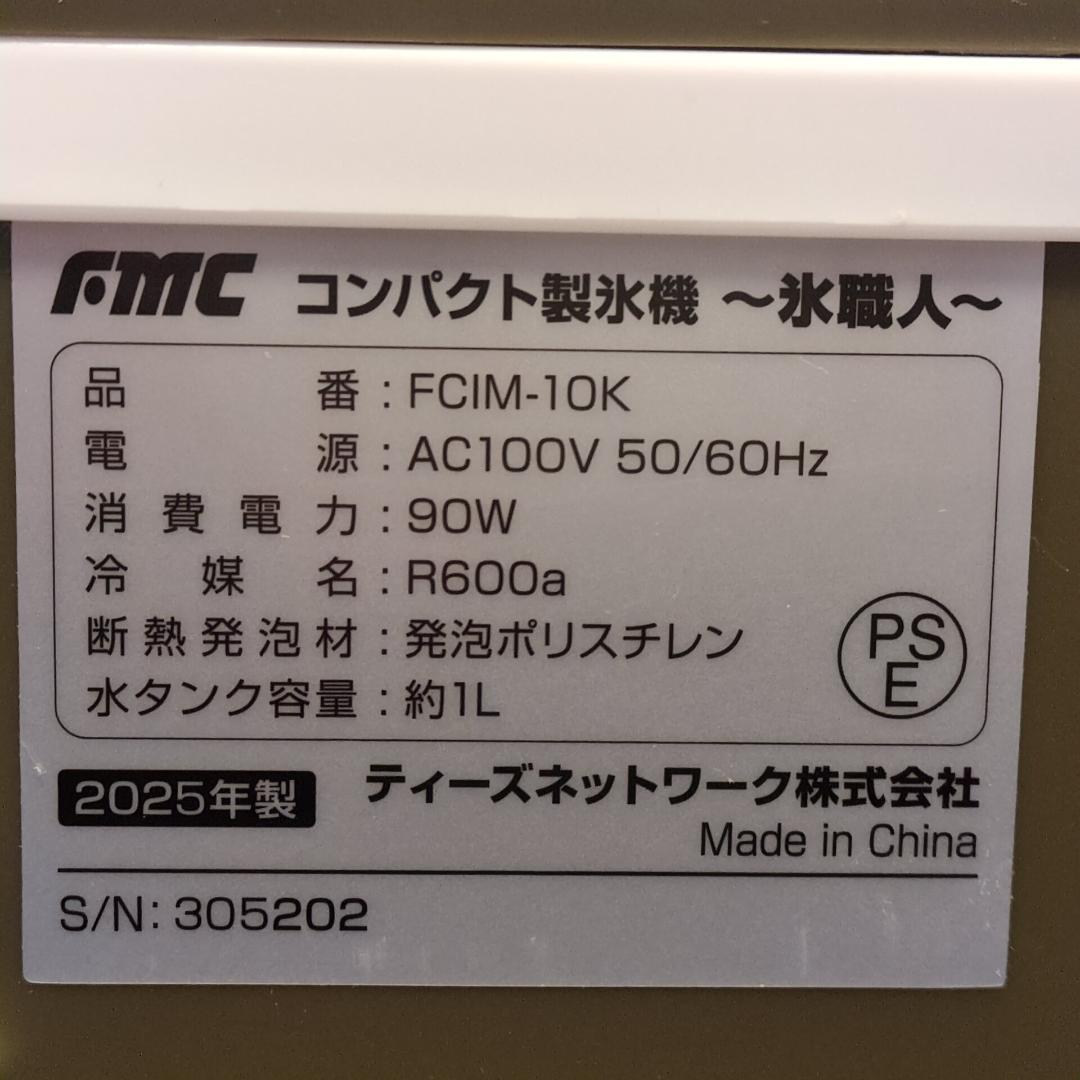 FMC コンパクト製氷機 ～氷職人～
品番：FCIM-10K
電源：AC100V 50/60Hz
消費電力：90W
冷媒名：R600a
断熱発泡材：発泡ポリスチレン
水タンク容量：約1L
PS
E
2025年製 ティーズネットワーク株式会社
Made in China
S/N: 305202